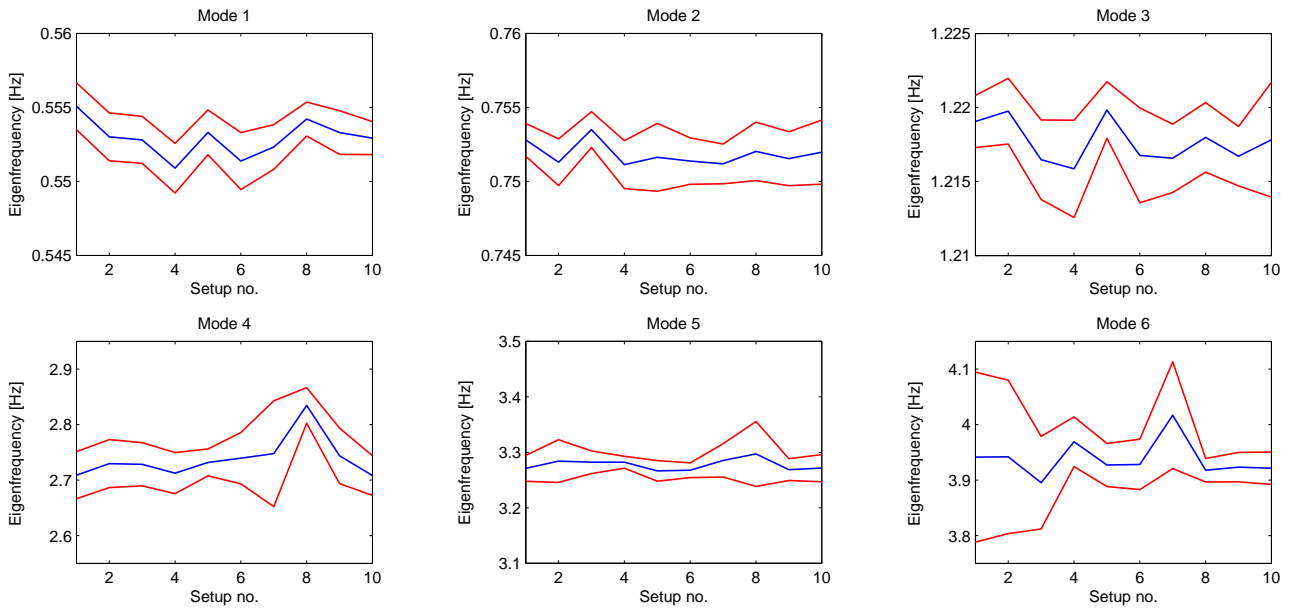 Mode 1
0.56
0.555
0.55
0.545
Eigenfrequency [Hz]
2 4 6 8 10
Setup no.
Mode 2
0.76
0.755
0.75
0.745
Eigenfrequency [Hz]
2 4 6 8 10
Setup no.
Mode 3
1.225
1.22
1.215
1.21
Eigenfrequency [Hz]
2 4 6 8 10
Setup no.
Mode 4
2.9
2.8
2.7
2.6
Eigenfrequency [Hz]
2 4 6 8 10
Setup no.
Mode 5
3.5
3.4
3.3
3.2
3.1
Eigenfrequency [Hz]
2 4 6 8 10
Setup no.
Mode 6
4.1
4
3.9
3.8
Eigenfrequency [Hz]
2 4 6 8 10
Setup no.